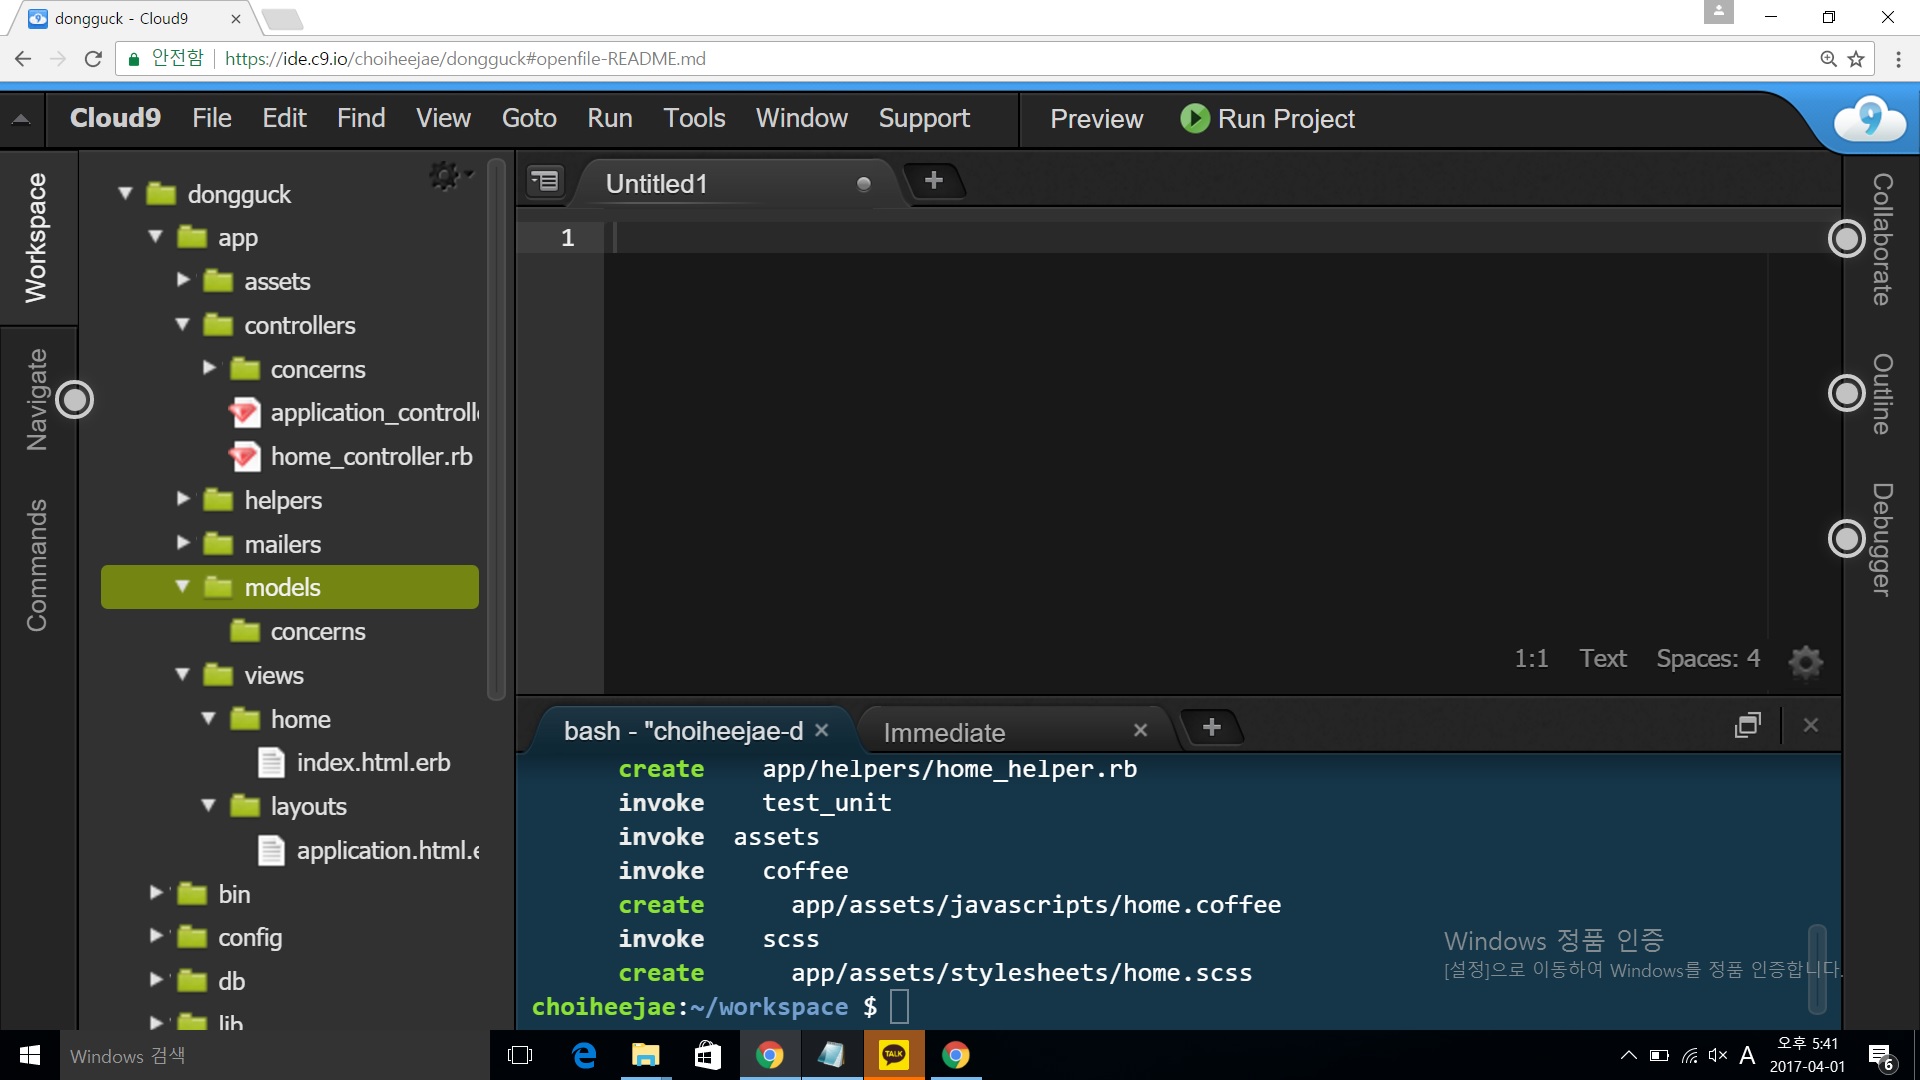 dongguck - Cloud9
안전함 https://ide.c9.io/choiheejae/dongguck#openfile-README.md
Cloud9 File Edit Find View Goto Run Tools Window Support Preview Run Project
Workspace
Navigate
Commands
dongguck
app
assets
controllers
concerns
application_controlle
home_controller.rb
helpers
mailers
models
concerns
views
home
index.html.erb
layouts
application.html.e
bin
config
db
lib
Untitled1
1
1:1 Text Spaces: 4
Collaborate
Outline
Debugger
bash - "choiheejae-d Immediate
create app/helpers/home_helper.rb
invoke test_unit
invoke assets
invoke coffee
create app/assets/javascripts/home.coffee
invoke scss
create app/assets/stylesheets/home.scss
choiheejae:~/workspace $
Windows 정품 인증
[설정]으로 이동하여 Windows를 정품 인증합니다.
Windows 검색
TALK
A
오후 5:41
2017-04-01
6